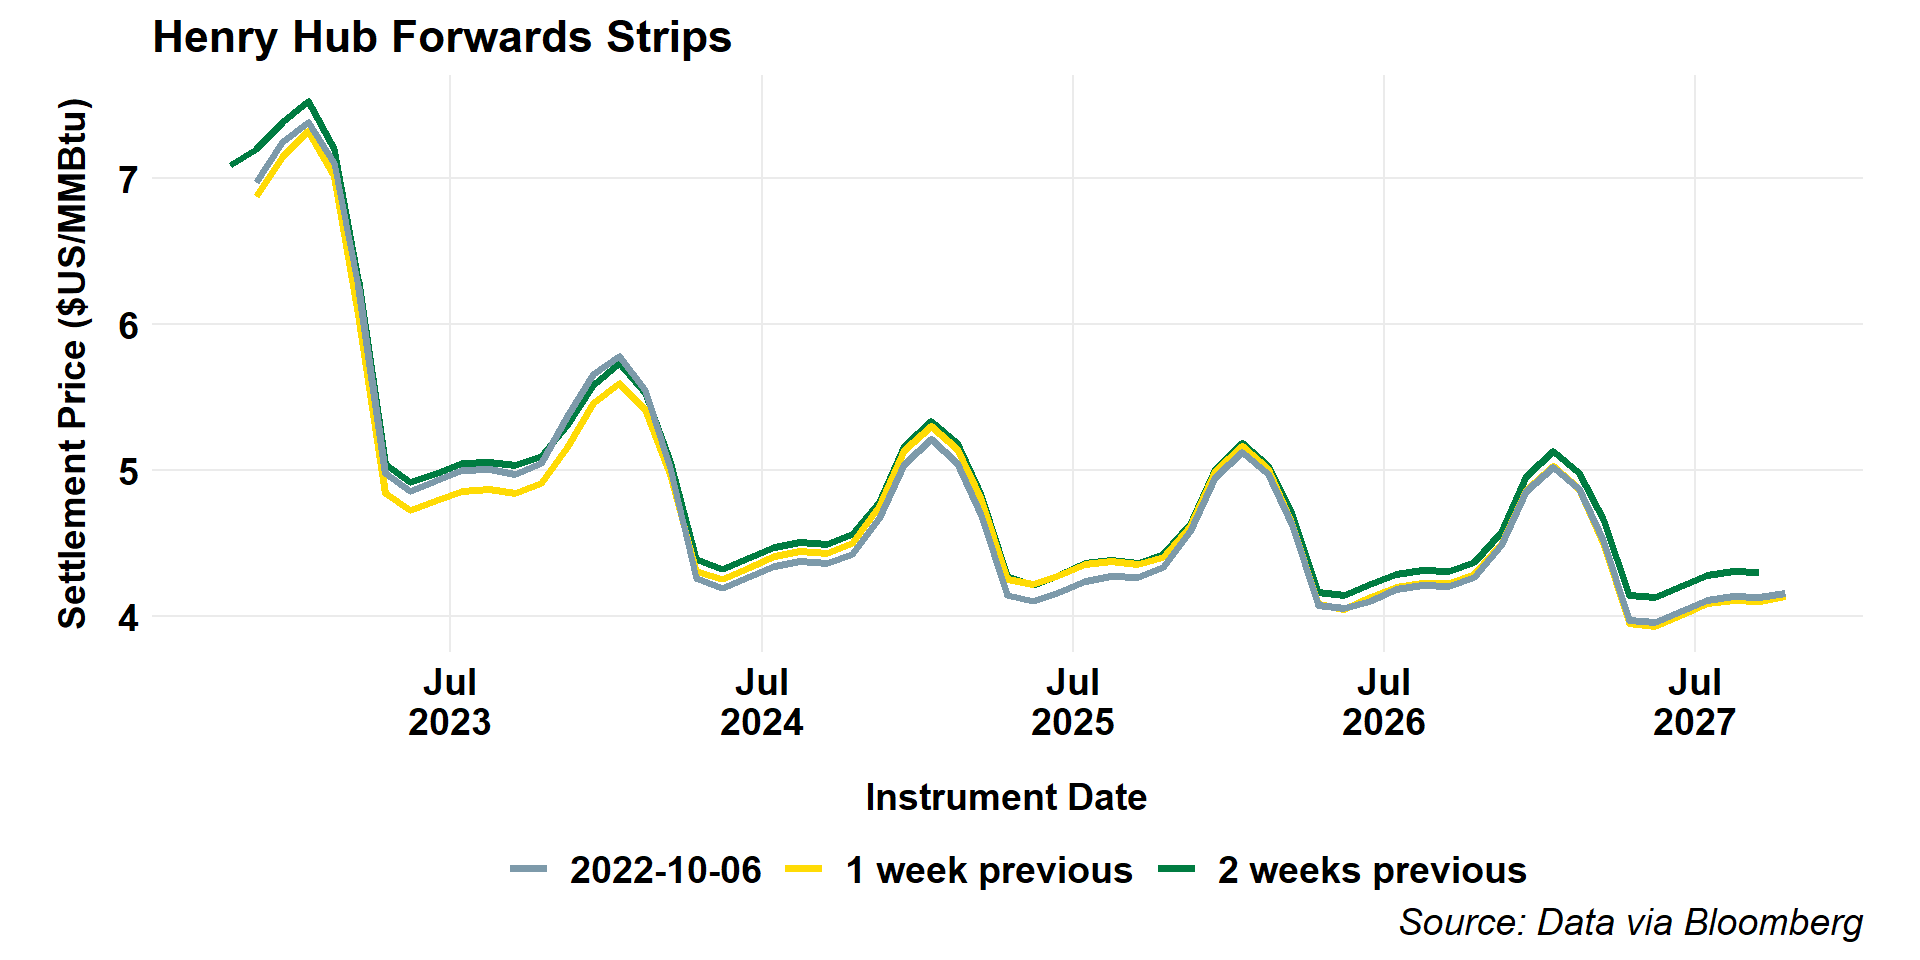 Henry Hub Forwards Strips
Settlement Price ($US/MMBtu)
7
6
5
4
Jul
2023
Jul
2024
Jul
2025
Jul
2026
Jul
2027
Instrument Date
2022-10-06
1 week previous
2 weeks previous
Source: Data via Bloomberg